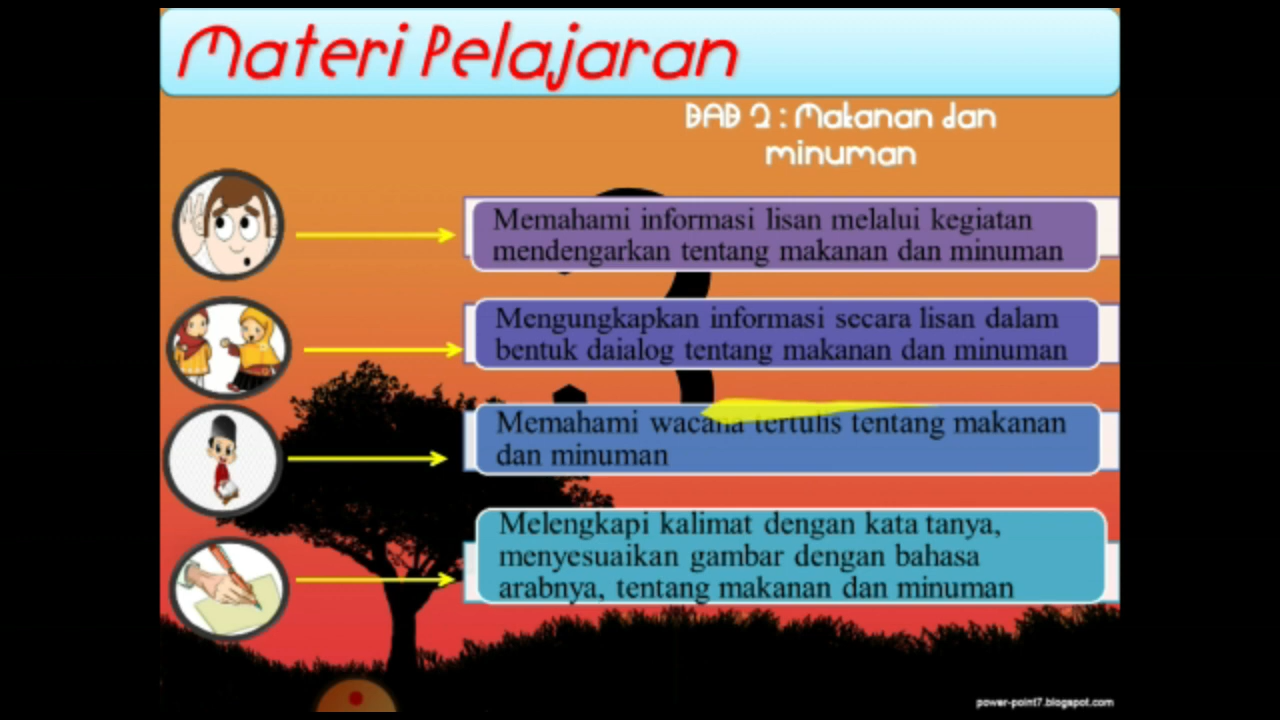 Materi Pelajaran
BAB 2 : Makanan dan
minuman
Memahami informasi lisan melalui kegiatan
mendengarkan tentang makanan dan minuman
Mengungkapkan informasi secara lisan dalam
bentuk daialog tentang makanan dan minuman
Memahami wacana tertulis tentang makanan
dan minuman
Melengkapi kalimat dengan kata tanya,
menyesuaikan gambar dengan bahasa
arabnya, tentang makanan dan minuman
power-point7.blogspot.com